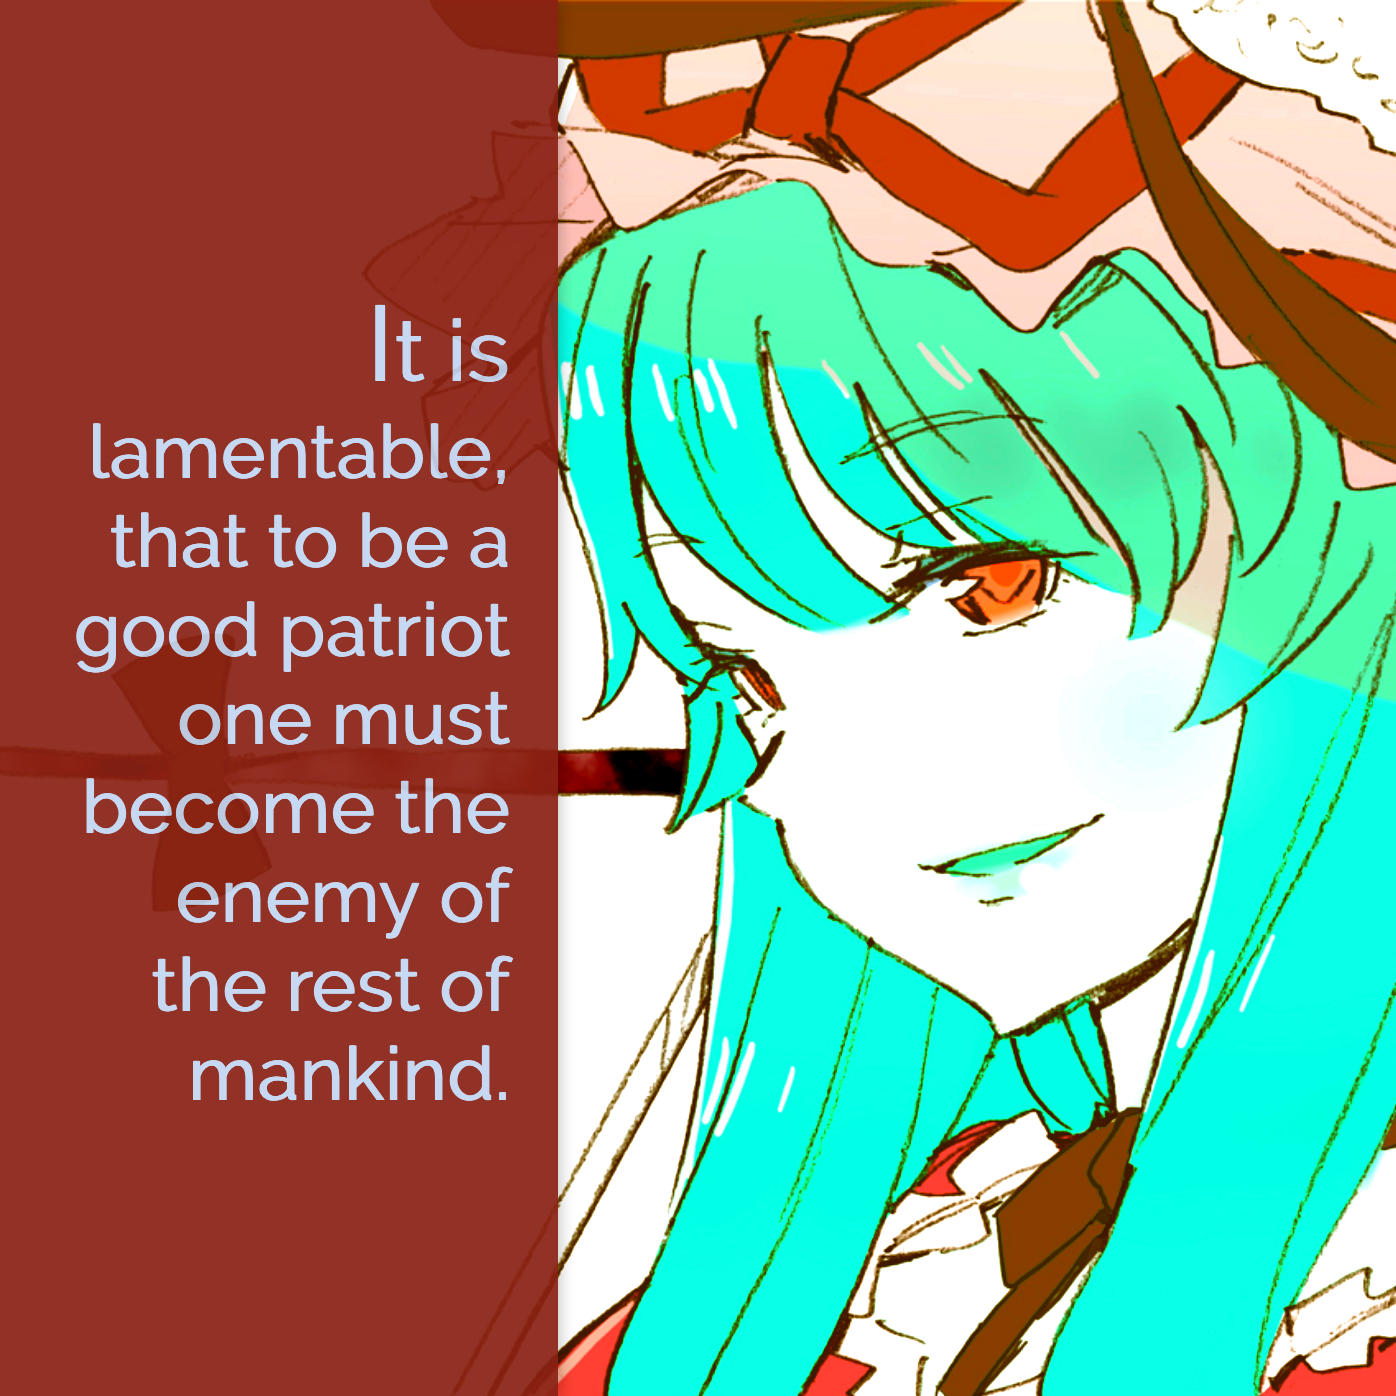 It is
lamentable,
that to be a
good patriot
one must
become the
enemy of
the rest of
mankind.